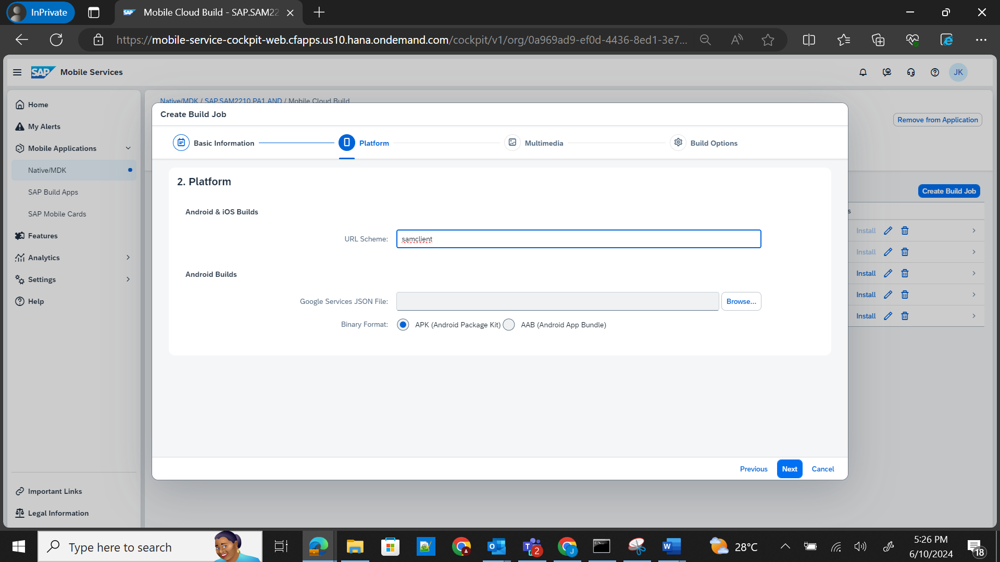 InPrivate
Mobile Cloud Build - SAP.SAM22
https://mobile-service-cockpit-web.cfapps.us10.hana.ondemand.com/cockpit/v1/org/0a969ad9-ef0d-4436-8ed1-3e7...
SAP Mobile Services
JK
Home
My Alerts
Mobile Applications
Native/MDK
SAP Build Apps
SAP Mobile Cards
Features
Analytics
Settings
Help
Important Links
Legal Information
Native/MDK / SAP.SAM2210.PA1.AND / Mobile Cloud Build
Remove from Application
Create Build Job
s
Install
Install
Install
Install
Install
Create Build Job
Basic Information
Platform
Multimedia
Build Options
2. Platform
Android & iOS Builds
URL Scheme: samclient
Android Builds
Google Services JSON File: Browse...
Binary Format: APK (Android Package Kit) AAB (Android App Bundle)
Previous Next Cancel
Type here to search
2
J
28°C
5:26 PM
6/10/2024
18